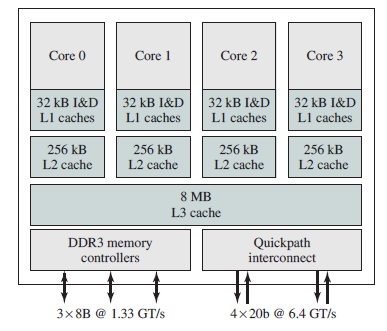 Core 0
Core 1
Core 2
Core 3
32 kB I&D
L1 caches
32 kB I&D
L1 caches
32 kB I&D
L1 caches
32 kB I&D
L1 caches
256 kB
L2 cache
256 kB
L2 cache
256 kB
L2 cache
256 kB
L2 cache
8 MB
L3 cache
DDR3 memory
controllers
Quickpath
interconnect
3×8B @ 1.33 GT/s
4×20b @ 6.4 GT/s